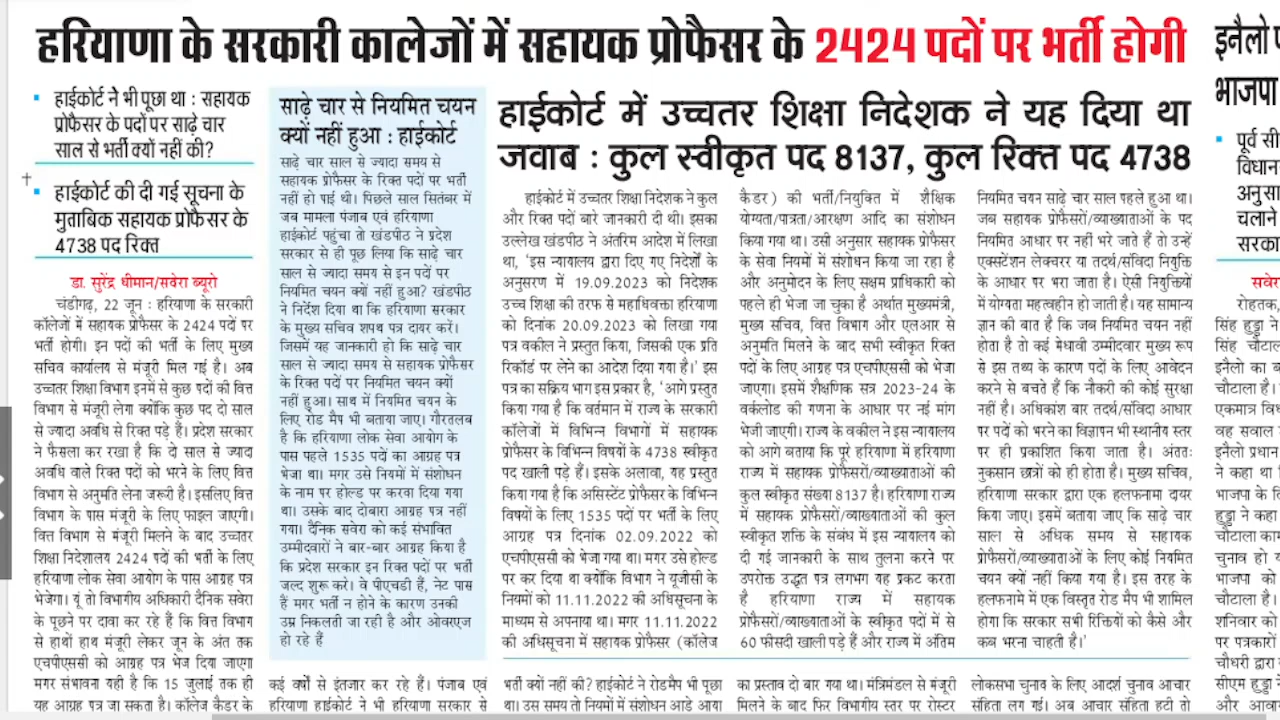 हरियाणा के सरकारी कालेजों में सहायक प्रोफैसर के 2424 पदों पर भर्ती होगी
हाईकोर्ट ने भी पूछा था : सहायक
प्रोफैसर के पदों पर साढ़े चार
साल से भर्ती क्यों नहीं की?
हाईकोर्ट की दी गई सूचना के
मुताबिक सहायक प्रोफैसर के
4738 पद रिक्त
डा. सुरेंद्र धीमान/सवेरा ब्यूरो
चंडीगढ़, 22 जून : हरियाणा के सरकारी
कॉलेजों में सहायक प्रोफैसर के 2424 पदों पर
भर्ती होगी। इन पदों की भर्ती के लिए मुख्य
सचिव कार्यालय से मंजूरी मिल गई है। अब
उच्चतर शिक्षा विभाग इनमें से कुछ पदों की वित्त
विभाग से मंजूरी लेगा क्योंकि कुछ पद दो साल
से ज्यादा अवधि से रिक्त पड़े हैं। प्रदेश सरकार
ने फैसला कर रखा है कि दो साल से ज्यादा
अवधि वाले रिक्त पदों को भरने के लिए वित्त
विभाग से अनुमति लेना जरूरी है। इसलिए वित्त
विभाग के पास मंजूरी के लिए फाइल जाएगी।
वित्त विभाग से मंजूरी मिलने के बाद उच्चतर
शिक्षा निदेशालय 2424 पदों की भर्ती के लिए
हरियाणा लोक सेवा आयोग के पास आग्रह पत्र
भेजेगा। यूं तो विभागीय अधिकारी दैनिक सवेरा
के पूछने पर दावा कर रहे हैं कि वित्त विभाग
से हाथों हाथ मंजूरी लेकर जून के अंत तक
एचपीएससी को आग्रह पत्र भेज दिया जाएगा
मगर संभावना यही है कि 15 जुलाई तक ही
यह आग्रह पत्र जा सकता है। कॉलेज कैडर के
साढ़े चार से नियमित चयन
क्यों नहीं हुआ : हाईकोर्ट
साढ़े चार साल से ज्यादा समय से
सहायक प्रोफैसर के रिक्त पदों पर भर्ती
नहीं हो पाई थी। पिछले साल सितंबर में
जब मामला पंजाब एवं हरियाणा
हाईकोर्ट पहुंचा तो खंडपीठ ने प्रदेश
सरकार से ही पूछ लिया कि साढ़े चार
साल से ज्यादा समय से इन पदों पर
नियमित चयन क्यों नहीं हुआ? खंडपीठ
ने निर्देश दिया था कि हरियाणा सरकार
के मुख्य सचिव शपथ पत्र दायर करें।
जिसमें यह जानकारी हो कि साढ़े चार
साल से ज्यादा समय से सहायक प्रोफैसर
के रिक्त पदों पर नियमित चयन क्यों
नहीं हुआ। साथ में नियमित चयन के
लिए रोड मैप भी बताया जाए। गौरतलब
है कि हरियाणा लोक सेवा आयोग के
पास पहले 1535 पदों का आग्रह पत्र
भेजा था। मगर उसे नियमों में संशोधन
के नाम पर होल्ड पर करवा दिया गया
था। उसके बाद दोबारा आग्रह पत्र नहीं
गया। दैनिक सवेरा को कई संभावित
उम्मीदवारों ने बार-बार आग्रह किया है
कि प्रदेश सरकार इन रिक्त पदों पर भर्ती
जल्द शुरू करे। वे पीएचडी हैं, नेट पास
हैं मगर भर्ती न होने के कारण उनकी
उम्र निकलती जा रही है और ओवरएज
हो रहे हैं
कई वर्षों से इंतजार कर रहे हैं। पंजाब एवं
हरियाणा हाईकोर्ट ने भी हरियाणा सरकार से
हाईकोर्ट में उच्चतर शिक्षा निदेशक ने यह दिया था
जवाब : कुल स्वीकृत पद 8137, कुल रिक्त पद 4738
हाईकोर्ट में उच्चतर शिक्षा निदेशक ने कुल
और रिक्त पदों बारे जानकारी दी थी। इसका
उल्लेख खंडपीठ ने अंतरिम आदेश में लिखा
था, 'इस न्यायालय द्वारा दिए गए निर्देशों के
अनुसरण में 19.09.2023 को निदेशक
उच्च शिक्षा की तरफ से महाधिवक्ता हरियाणा
को दिनांक 20.09.2023 को लिखा गया
पत्र वकील ने प्रस्तुत किया, जिसकी एक प्रति
रिकॉर्ड पर लेने का आदेश दिया गया है।' इस
पत्र का सक्रिय भाग इस प्रकार है, 'आगे प्रस्तुत
किया गया है कि वर्तमान में राज्य के सरकारी
कॉलेजों में विभिन्न विभागों में सहायक
प्रोफैसर के विभिन्न विषयों के 4738 स्वीकृत
पद खाली पड़े हैं। इसके अलावा, यह प्रस्तुत
किया गया है कि असिस्टेंट प्रोफैसर के विभिन्न
विषयों के लिए 1535 पदों पर भर्ती के लिए
आग्रह पत्र दिनांक 02.09.2022 को
एचपीएससी को भेजा गया था। मगर उसे होल्ड
पर कर दिया था क्योंकि विभाग ने यूजीसी के
नियमों को 11.11.2022 की अधिसूचना के
माध्यम से अपनाया था। मगर 11.11.2022
की अधिसूचना में सहायक प्रोफैसर (कॉलेज
कैडर) की भर्ती/नियुक्ति में शैक्षिक
योग्यता/पात्रता/आरक्षण आदि का संशोधन
किया गया था। उसी अनुसार सहायक प्रोफैसर
के सेवा नियमों में संशोधन किया जा रहा है
और अनुमोदन के लिए सक्षम प्राधिकारी को
पहले ही भेजा जा चुका है अर्थात मुख्यमंत्री,
मुख्य सचिव, वित्त विभाग और एलआर से
अनुमति मिलने के बाद सभी स्वीकृत रिक्त
पदों के लिए आग्रह पत्र एचपीएससी को भेजा
जाएगा। इसमें शैक्षणिक सत्र 2023-24 के
वर्कलोड की गणना के आधार पर नई मांग
भेजी जाएगी। राज्य के वकील ने इस न्यायालय
को आगे बताया कि पूरे हरियाणा में हरियाणा
राज्य में सहायक प्रोफैसरों/व्याख्याताओं की
कुल स्वीकृत संख्या 8137 है। हरियाणा राज्य
में सहायक प्रोफैसरों/व्याख्याताओं की कुल
स्वीकृत शक्ति के संबंध में इस न्यायालय को
दी गई जानकारी के साथ तुलना करने पर
उपरोक्त उद्धृत पत्र लगभग यह प्रकट करता
है हरियाणा राज्य में सहायक
प्रोफैसरों/व्याख्याताओं के स्वीकृत पदों में से
60 फीसदी खाली पड़े हैं और राज्य में अंतिम
नियमित चयन साढ़े चार साल पहले हुआ था।
जब सहायक प्रोफैसरों/व्याख्याताओं के पद
नियमित आधार पर नहीं भरे जाते हैं तो उन्हें
एक्सटेंशन लेक्चरर या तदर्थ/संविदा नियुक्ति
के आधार पर भरा जाता है। ऐसी नियुक्तियों
में योग्यता महत्वहीन हो जाती है। यह सामान्य
ज्ञान की बात है कि जब नियमित चयन नहीं
होता है तो कई मेधावी उम्मीदवार मुख्य रूप
से इस तथ्य के कारण पदों के लिए आवेदन
करने से बचते हैं कि नौकरी की कोई सुरक्षा
नहीं है। अधिकांश बार तदर्थ/संविदा आधार
पर पदों को भरने का विज्ञापन भी स्थानीय स्तर
पर ही प्रकाशित किया जाता है। अंततः
नुकसान छात्रों को ही होता है। मुख्य सचिव,
हरियाणा सरकार द्वारा एक हलफनामा दायर
किया जाए। इसमें बताया जाए कि साढ़े चार
साल से अधिक समय से सहायक
प्रोफैसरों/व्याख्याताओं के लिए कोई नियमित
चयन क्यों नहीं किया गया है। इस तरह के
हलफनामे में एक विस्तृत रोड मैप भी शामिल
होगा कि सरकार सभी रिक्तियों को कैसे और
कब भरना चाहती है।'
भर्ती क्यों नहीं की? हाईकोर्ट ने रोडमैप भी पूछा
था। उस समय तो नियमों में संशोधन आड़े आया
का प्रस्ताव दो बार गया था। मंत्रिमंडल से मंजूरी
मिलने के बाद फिर विभागीय स्तर पर रोस्टर
लोकसभा चुनाव के लिए आदर्श चुनाव आचार
संहिता लग गई। अब आचार संहिता हटी तो
इनैलो
भाजपा
पूर्व सी
विधान
अनुसा
चलाने
सरका
सवेरा
रोहतक,
सिंह हुड्डा ने
सिंह चौटाल
इनैलो का ब
चौटाला है।
एकमात्र विध
वह सवाल
इनैलो प्रधान
ने कहा था
भाजपा के ि
हुड्डा ने कहा
चौटाला काम
चुनाव हो य
भाजपा को
चौटाला है।
शनिवार को
पर पत्रकारों
चौधरी द्वारा
सीएम हुड्डा ने
और आवा